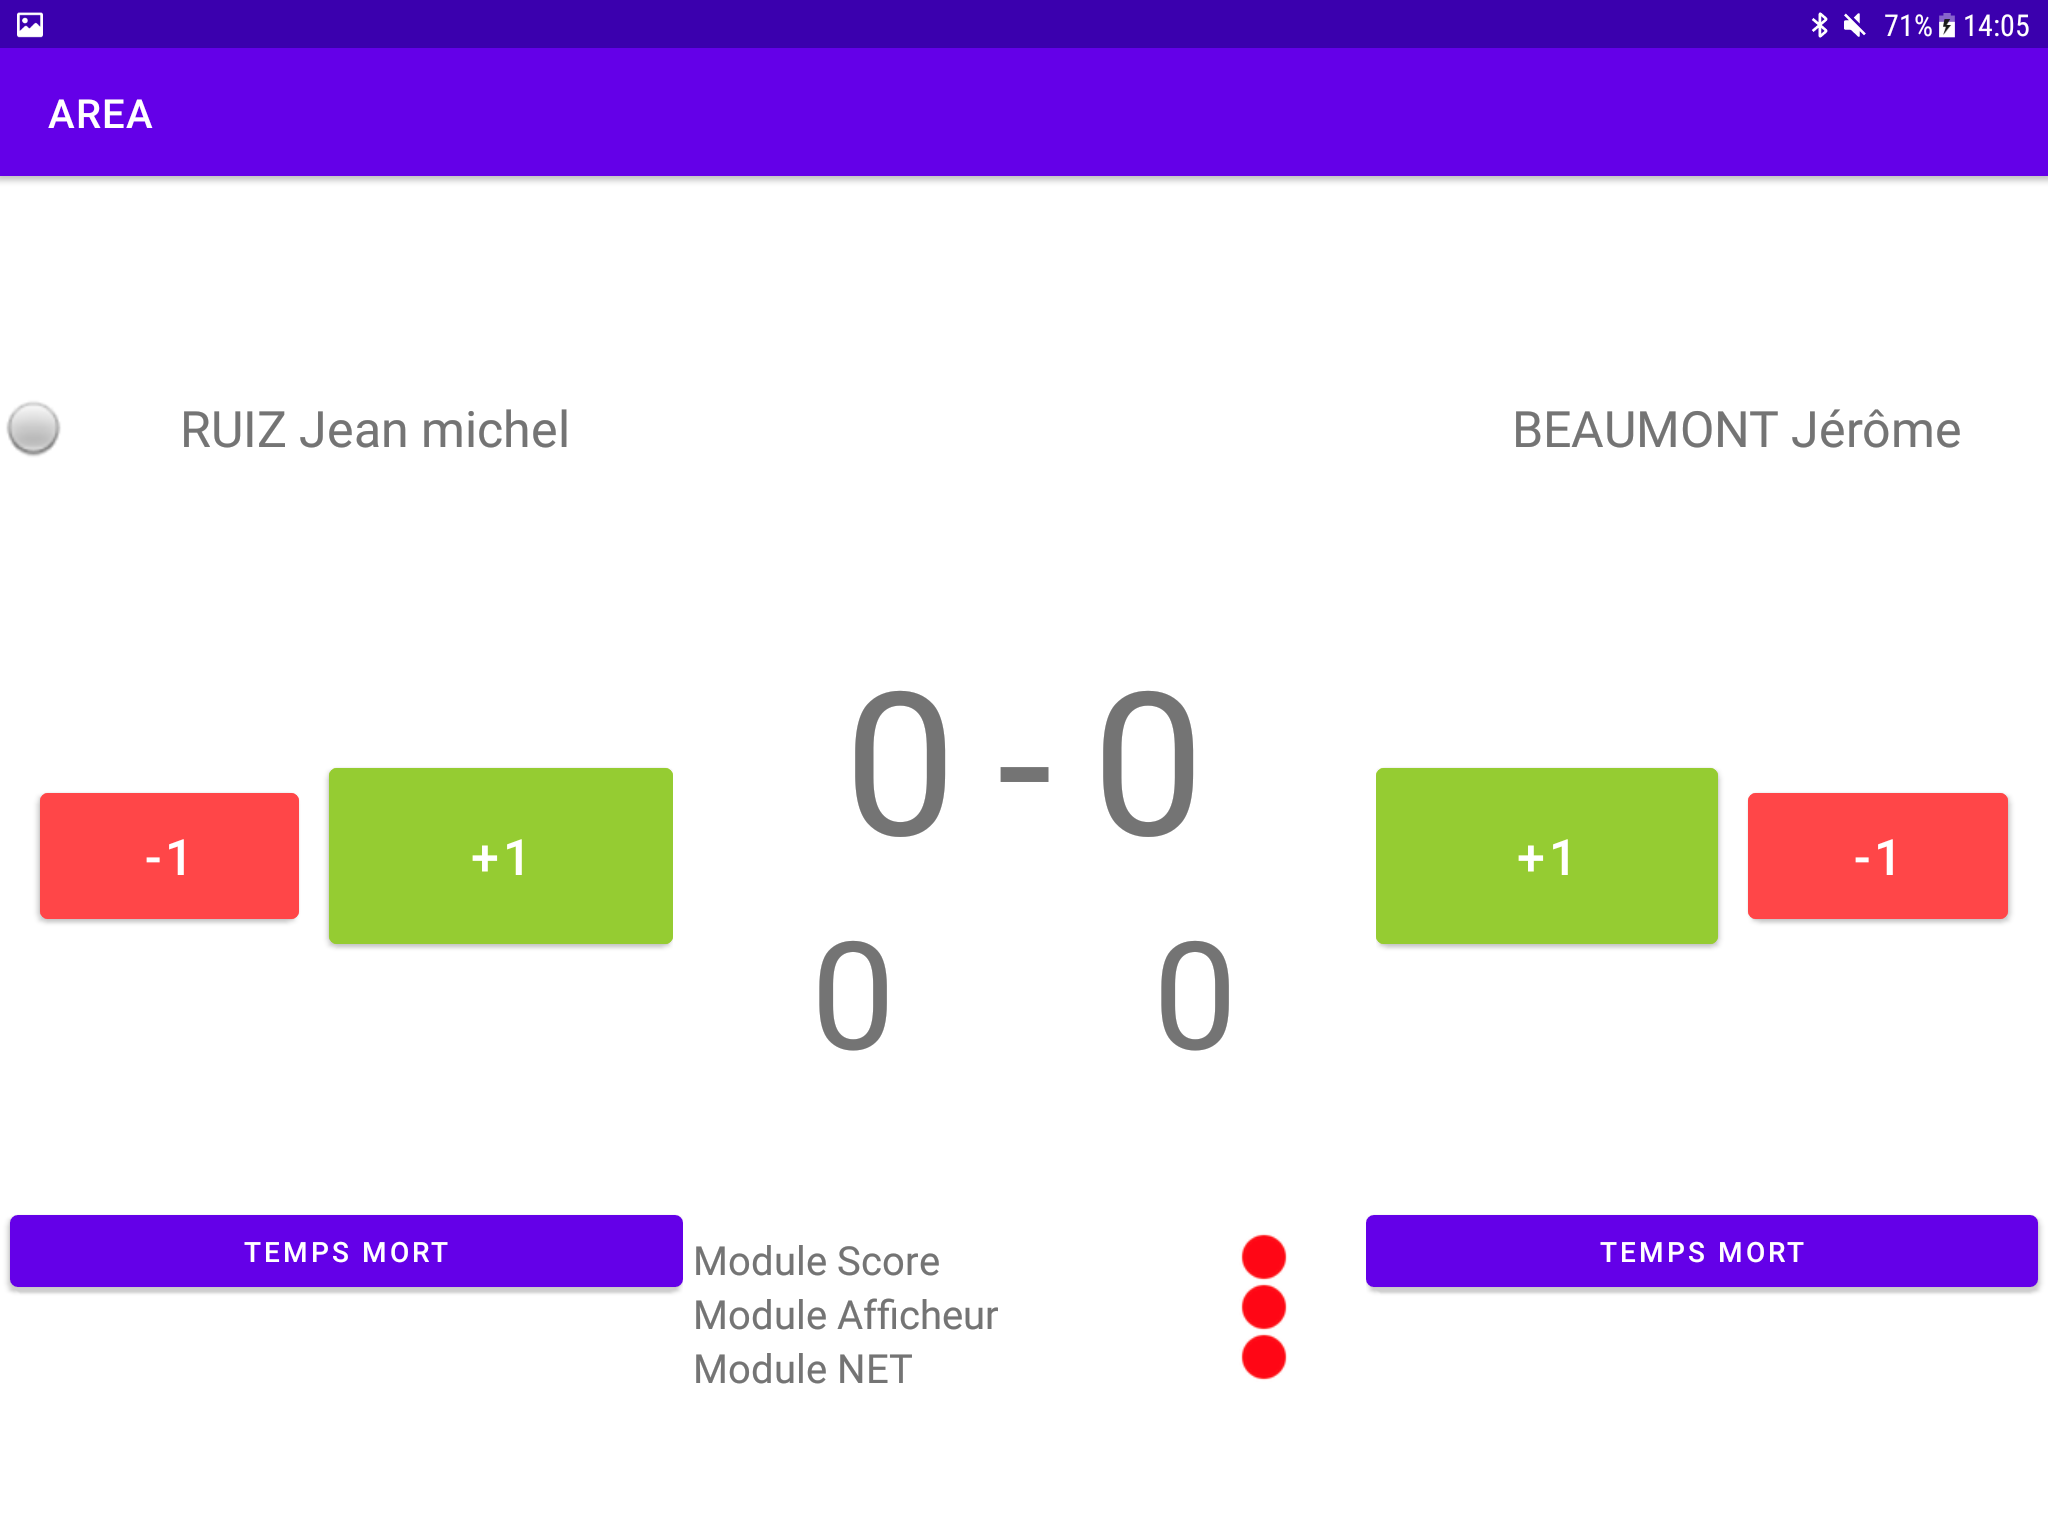 71% 14:05
AREA
RUIZ Jean michel
BEAUMONT Jérôme
0 - 0
-1
+1
+1
-1
0
0
TEMPS MORT
TEMPS MORT
Module Score
Module Afficheur
Module NET